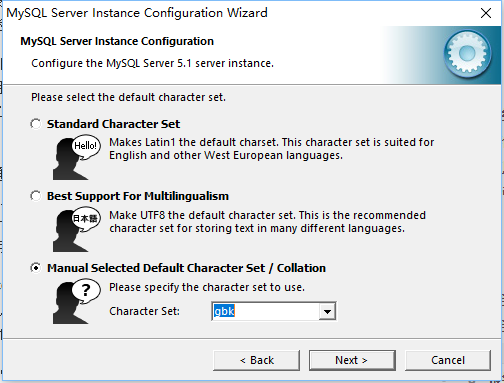 MySQL Server Instance Configuration Wizard
MySQL Server Instance Configuration
Configure the MySQL Server 5.1 server instance.
Please select the default character set.
Standard Character Set
Hello!
Makes Latin1 the default charset. This character set is suited for
English and other West European languages.
Best Support For Multilingualism
日本語
Make UTF8 the default character set. This is the recommended
character set for storing text in many different languages.
Manual Selected Default Character Set / Collation
?
Please specify the character set to use.
Character Set: gbk
< Back Next > Cancel